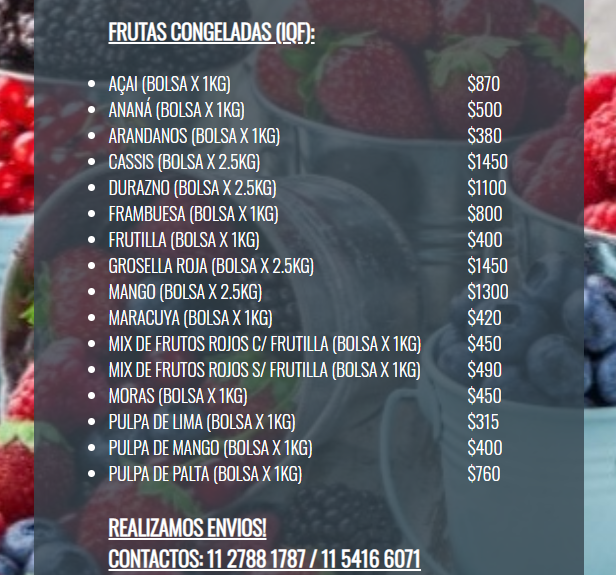 FRUTAS CONGELADAS (IQF):
• AÇAI (BOLSA X 1KG) $870
• ANANÁ (BOLSA X 1KG) $500
• ARANDANOS (BOLSA X 1KG) $380
• CASSIS (BOLSA X 2.5KG) $1450
• DURAZNO (BOLSA X 2.5KG) $1100
• FRAMBUESA (BOLSA X 1KG) $800
• FRUTILLA (BOLSA X 1KG) $400
• GROSELLA ROJA (BOLSA X 2.5KG) $1450
• MANGO (BOLSA X 2.5KG) $1300
• MARACUYA (BOLSA X 1KG) $420
• MIX DE FRUTOS ROJOS C/ FRUTILLA (BOLSA X 1KG) $450
• MIX DE FRUTOS ROJOS S/ FRUTILLA (BOLSA X 1KG) $490
• MORAS (BOLSA X 1KG) $450
• PULPA DE LIMA (BOLSA X 1KG) $315
• PULPA DE MANGO (BOLSA X 1KG) $400
• PULPA DE PALTA (BOLSA X 1KG) $760
REALIZAMOS ENVIOS!
CONTACTOS: 11 2788 1787 / 11 5416 6071